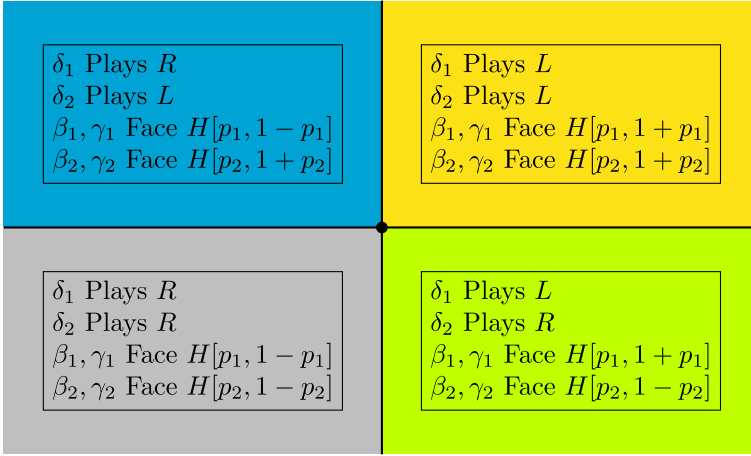 δ₁ Plays R
δ₂ Plays L
β₁, γ₁ Face H[p₁, 1 − p₁]
β₂, γ₂ Face H[p₂, 1 + p₂]
δ₁ Plays L
δ₂ Plays L
β₁, γ₁ Face H[p₁, 1 + p₁]
β₂, γ₂ Face H[p₂, 1 + p₂]
δ₁ Plays R
δ₂ Plays R
β₁, γ₁ Face H[p₁, 1 − p₁]
β₂, γ₂ Face H[p₂, 1 − p₂]
δ₁ Plays L
δ₂ Plays R
β₁, γ₁ Face H[p₁, 1 + p₁]
β₂, γ₂ Face H[p₂, 1 − p₂]